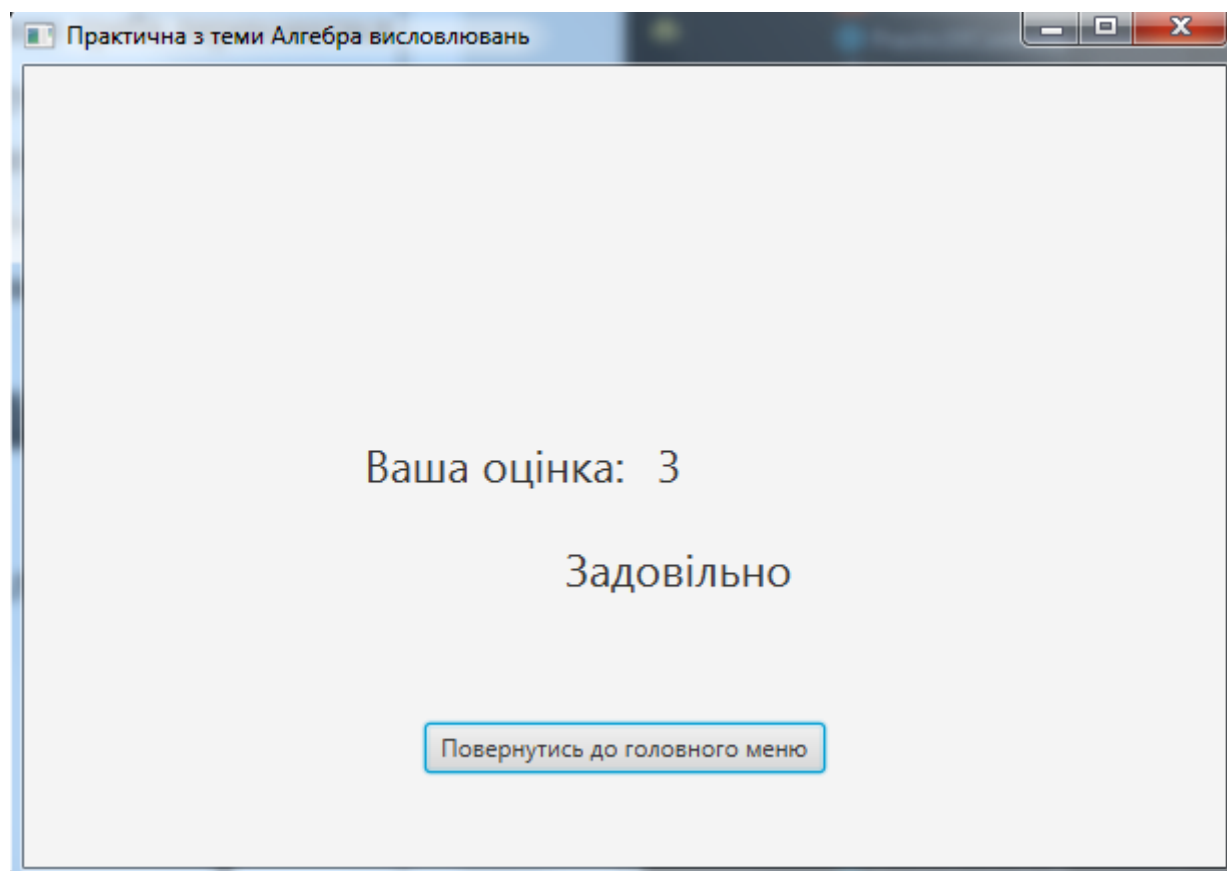 Практична з теми Алгебра висловлювань
Ваша оцінка: 3
Задовільно
Повернутись до головного меню